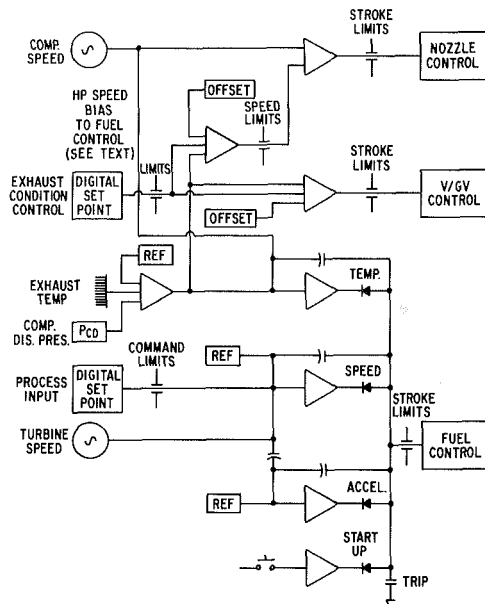 COMP.
SPEED
STROKE
LIMITS
NOZZLE
CONTROL
HP SPEED
BIAS
TO FUEL
CONTROL
(SEE TEXT)
OFFSET
SPEED
LIMITS
EXHAUST
CONDITION
CONTROL
DIGITAL
SET
POINT
LIMITS
OFFSET
STROKE
LIMITS
V/GV
CONTROL
REF
EXHAUST
TEMP
COMP.
DIS. PRES.
PCD
TEMP.
COMMAND
LIMITS
PROCESS
INPUT
DIGITAL
SET
POINT
REF
SPEED
TURBINE
SPEED
STROKE
LIMITS
FUEL
CONTROL
REF
ACCEL.
START
UP
TRIP